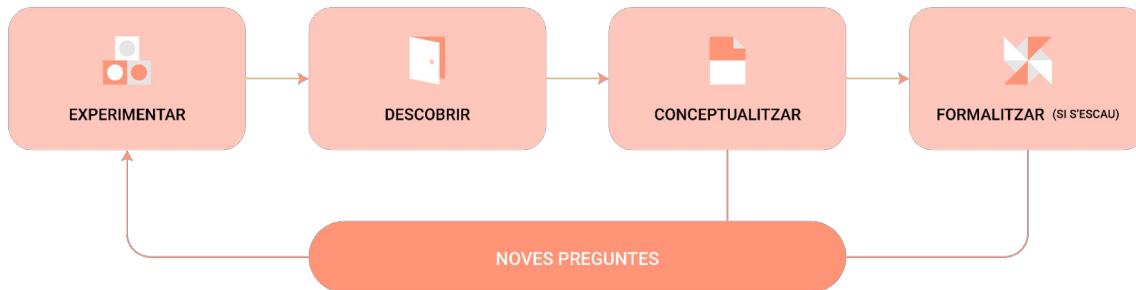 EXPERIMENTAR
DESCOBRIR
CONCEPTUALITZAR
FORMALITZAR (SI S'ESCAU)
NOVES PREGUNTES